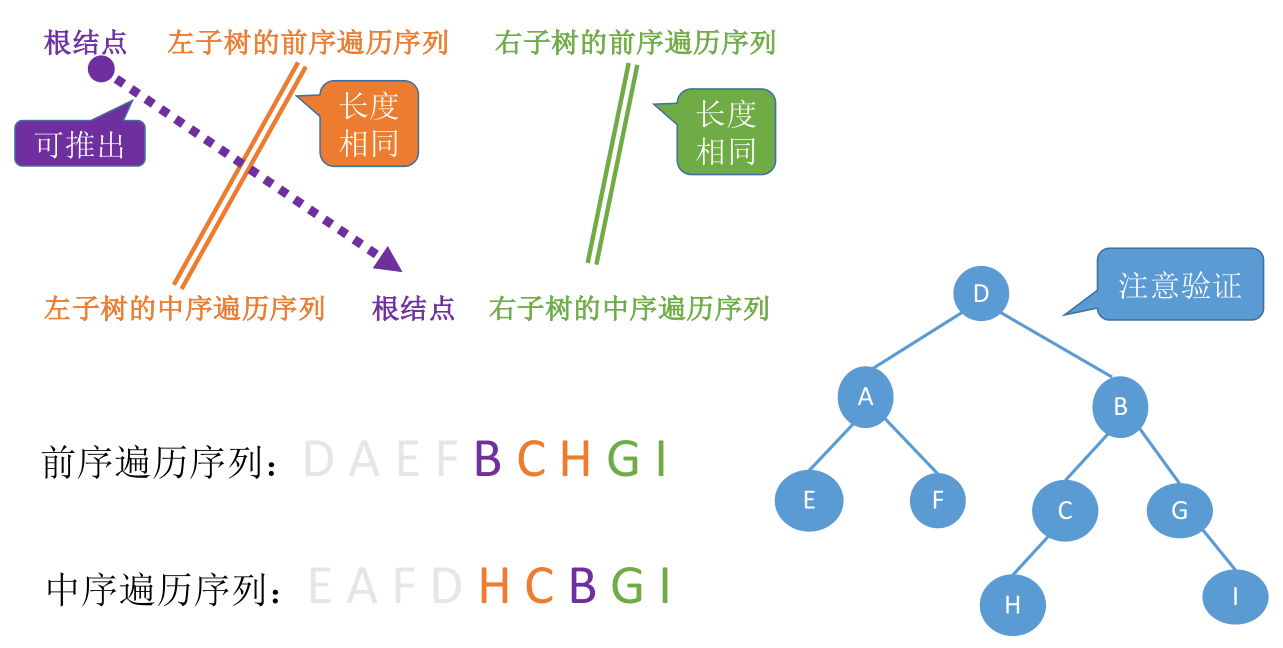 根结点 左子树的前序遍历序列 右子树的前序遍历序列
长度
相同
长度
相同
可推出
左子树的中序遍历序列 根结点 右子树的中序遍历序列
注意验证
D
A
B
E
F
C
G
H
I
前序遍历序列： D A E F B C H G I
中序遍历序列： E A F D H C B G I